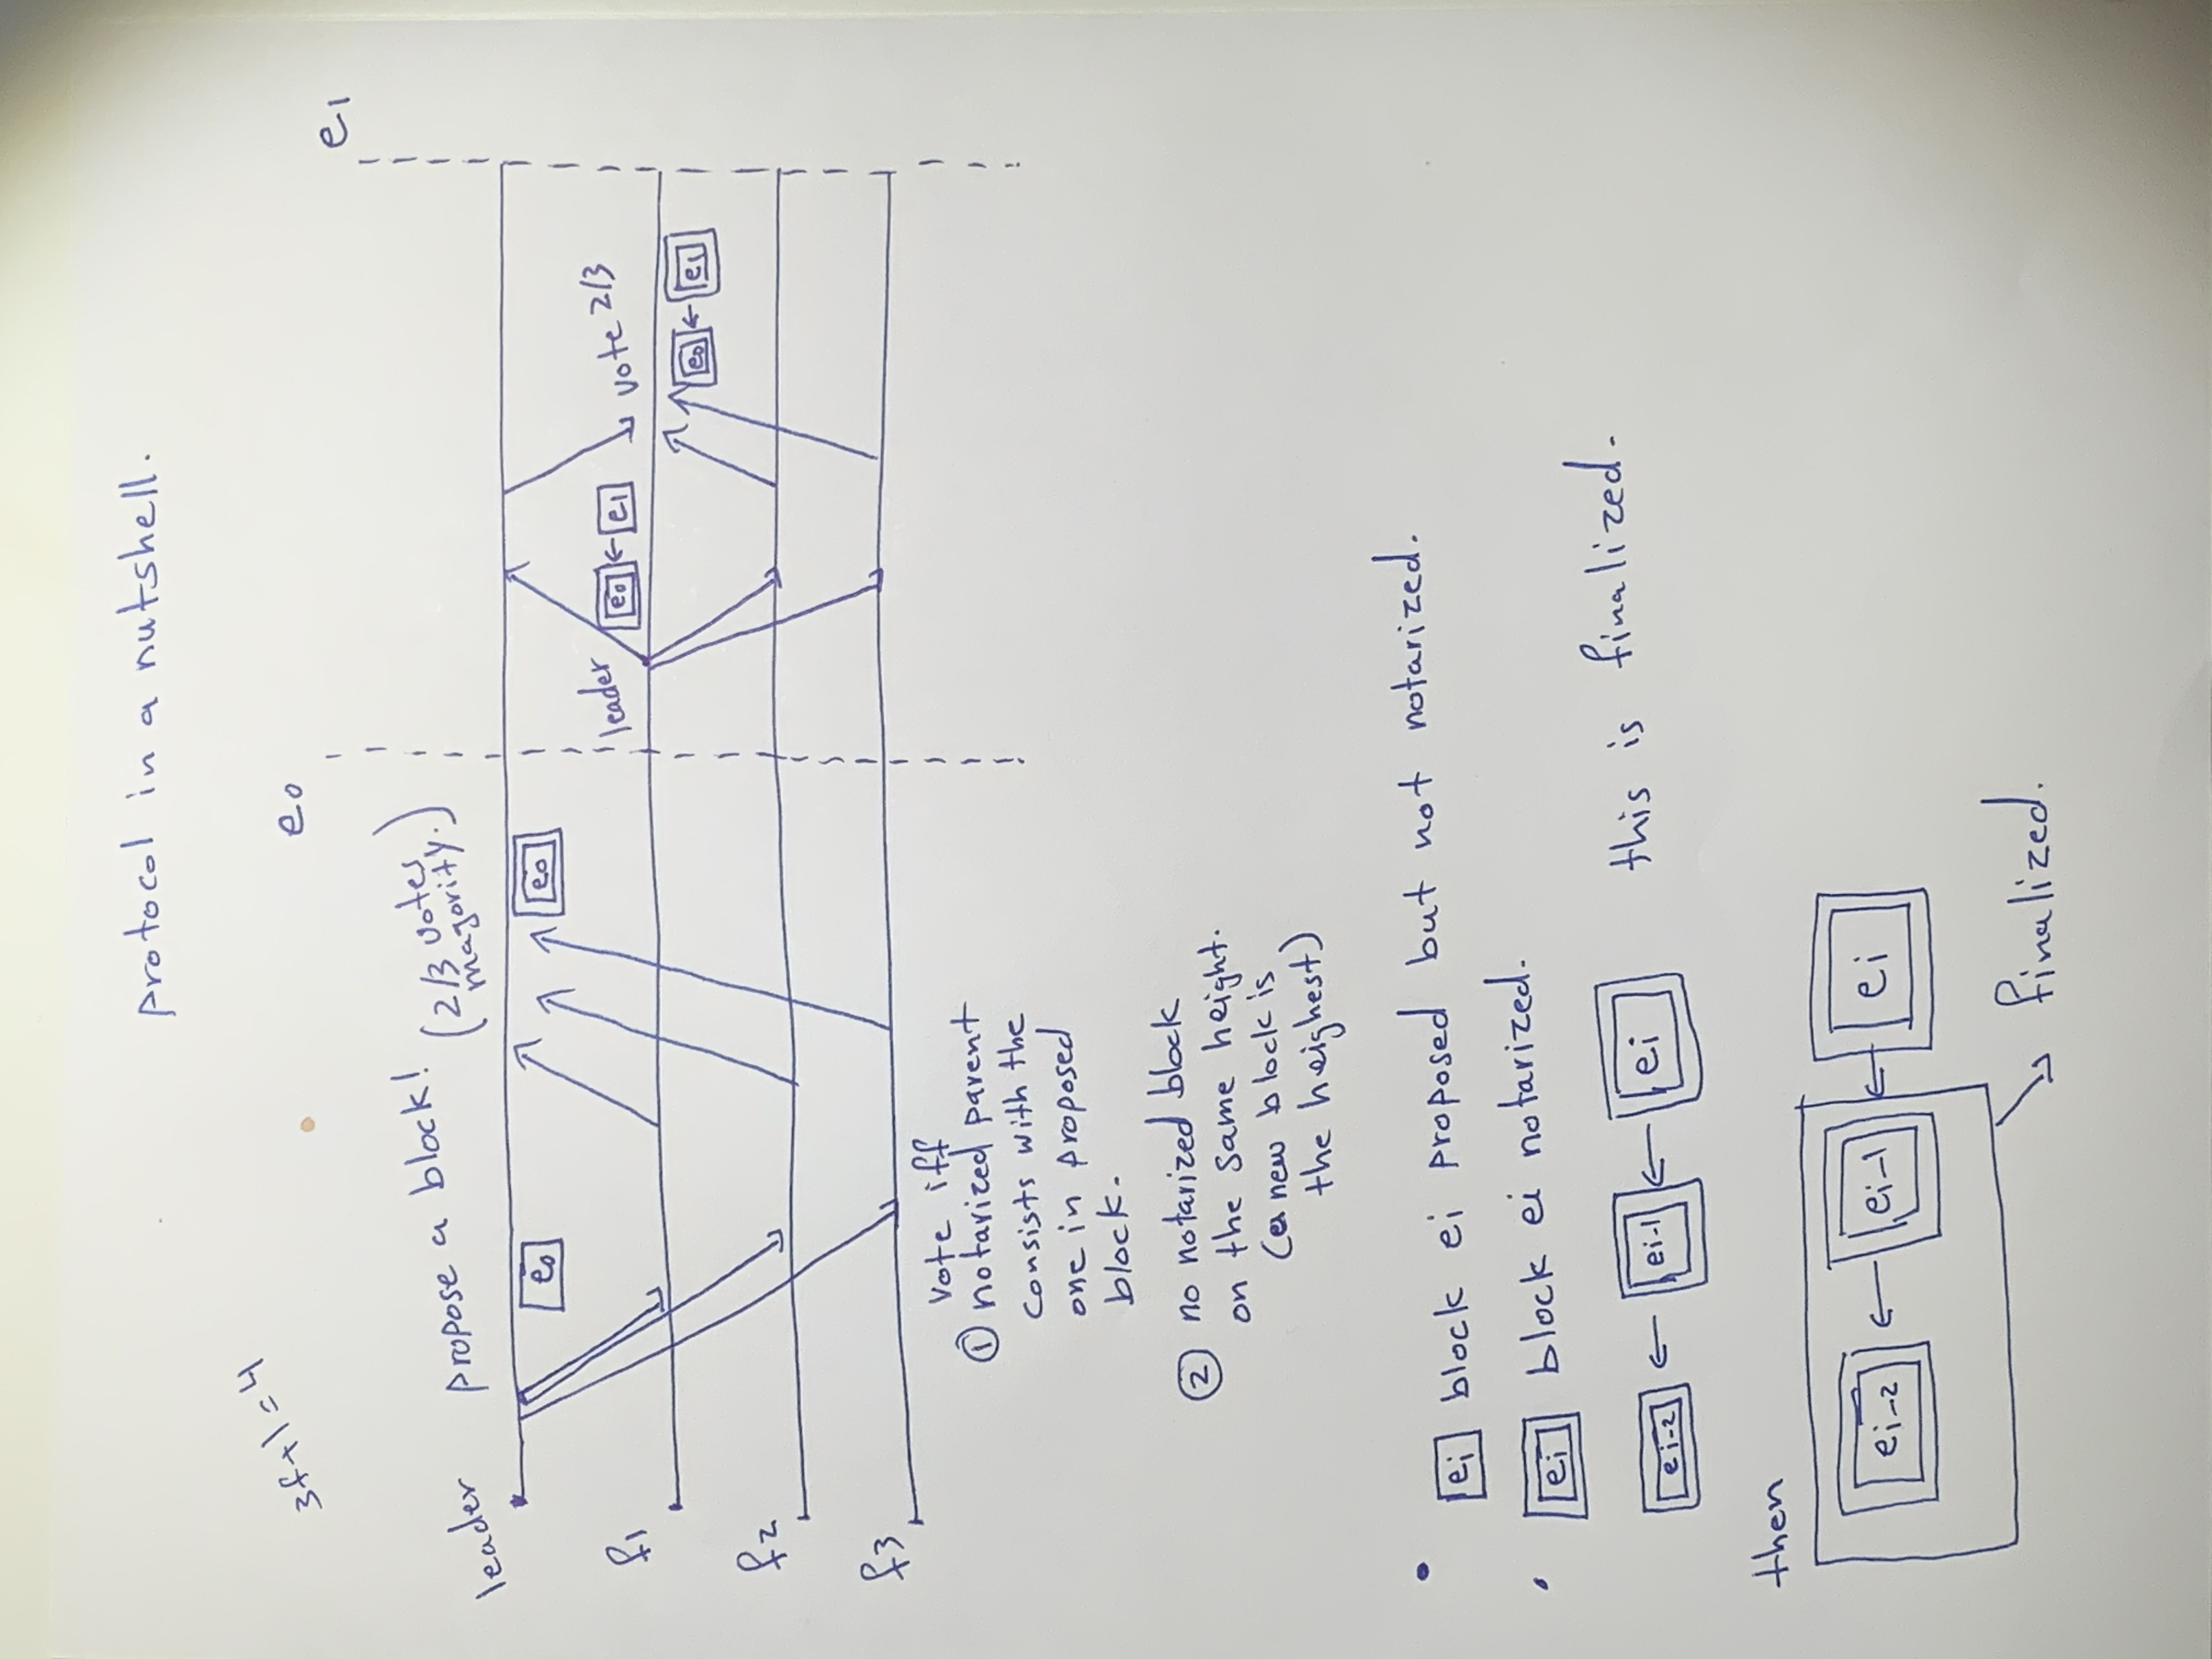 protocol in a nutshell.
3f+1=4
e0
e1
leader propose a block! (2/3 votes
magority.)
e0
e0
f1
leader
e0 ← e1
vote 2/3
e0 ← e1
f2
f3
Vote iff
① notarized parent
consists with the
one in proposed
block.
② no notarized block
on the same height.
(a new block is
the heighest)
• ei block ei proposed but not notarized.
• ei block ei notarized.
ei-2 ← ei-1 ← ei this is finalized.
then
ei-2 ← ei-1 ← ei
finalized.